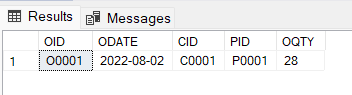 Results Messages
OID ODATE CID PID OQTY
1 O0001 2022-08-02 C0001 P0001 28